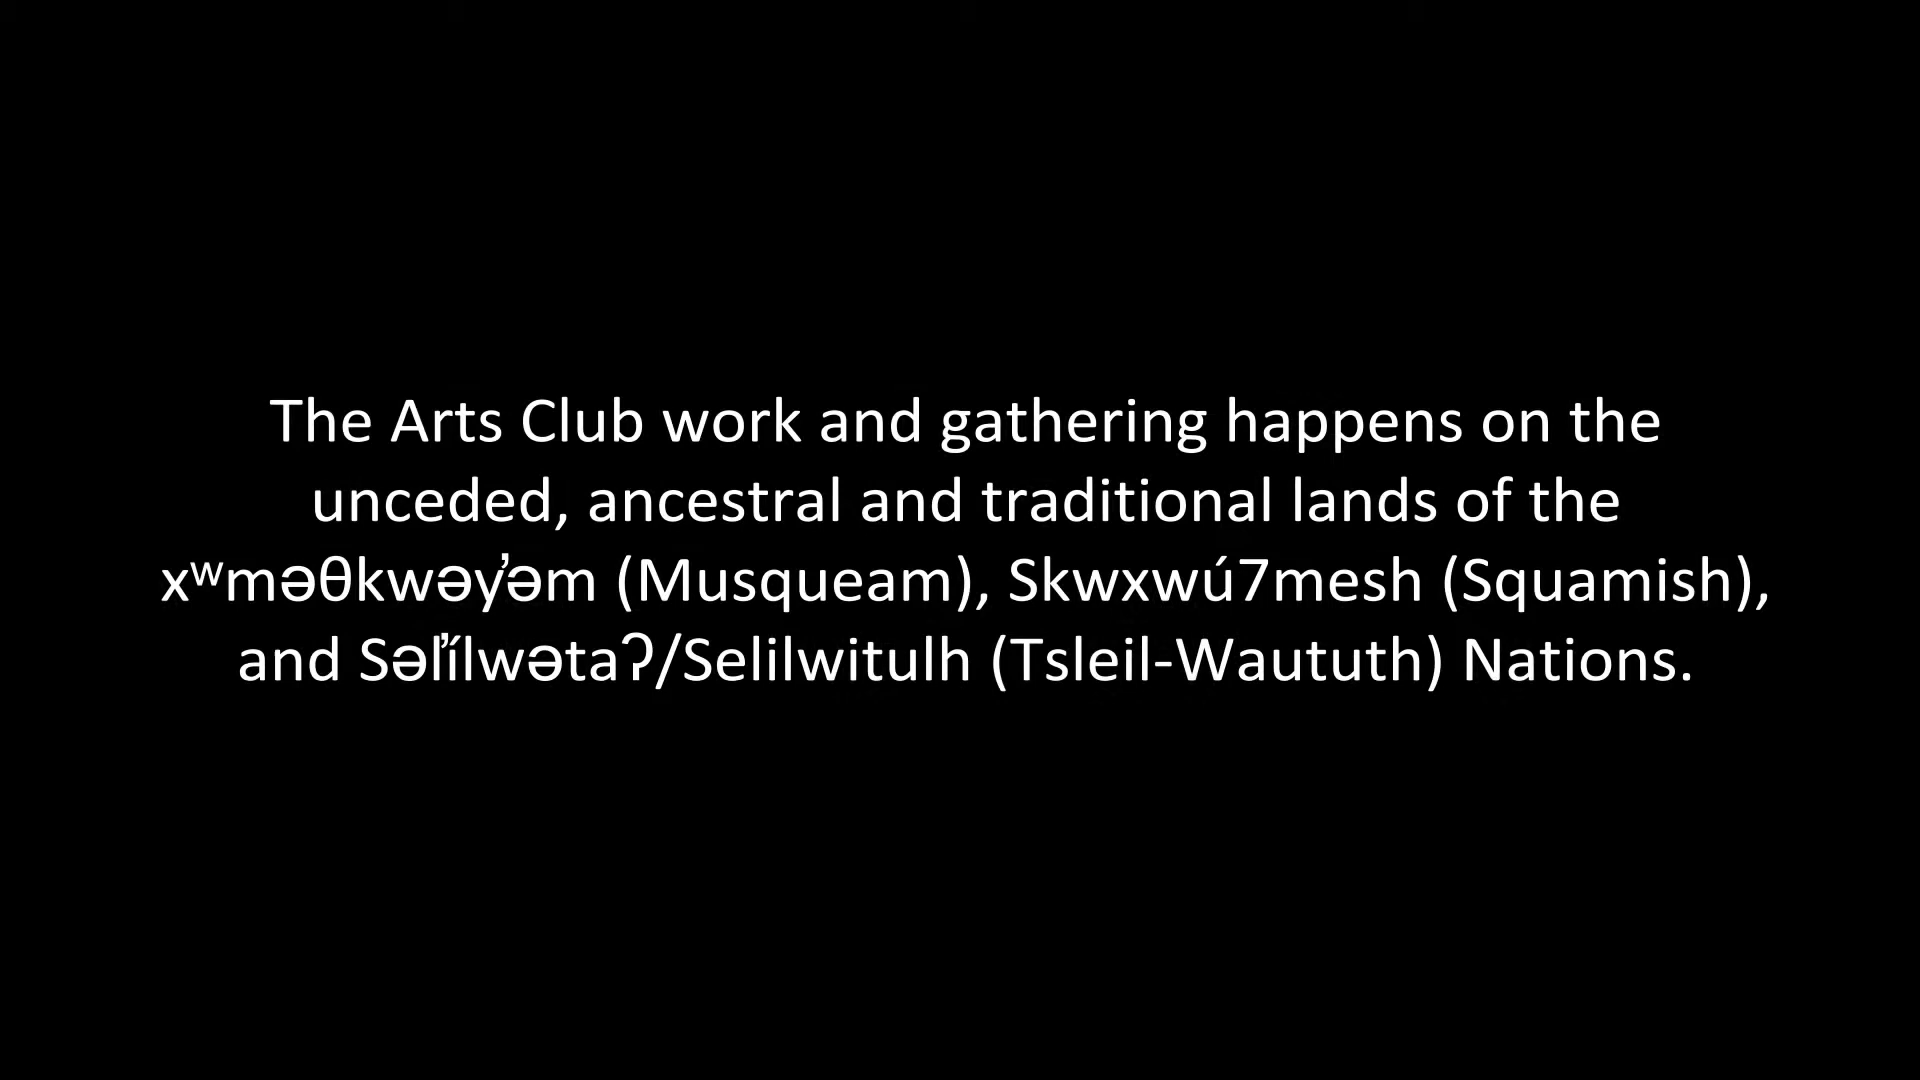 The Arts Club work and gathering happens on the
unceded, ancestral and traditional lands of the
xʷməθkwəy̓əm (Musqueam), Skwxwú7mesh (Squamish),
and Səl̓ílwətaʔ/Selilwitulh (Tsleil-Waututh) Nations.